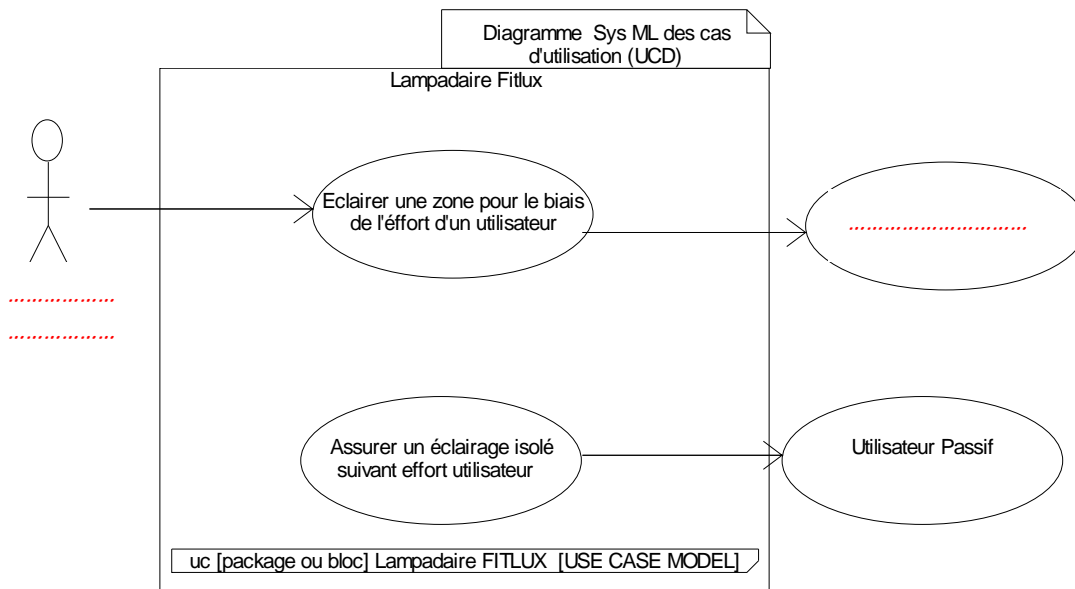 Diagramme Sys ML des cas
d'utilisation (UCD)
Lampadaire Fitlux
Eclairer une zone pour le biais
de l'éffort d'un utilisateur
.............................
..................
..................
Assurer un éclairage isolé
suivant effort utilisateur
Utilisateur Passif
uc [package ou bloc] Lampadaire FITLUX [USE CASE MODEL]